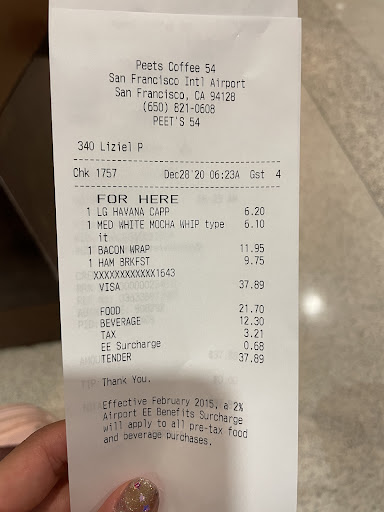 Peets Coffee 54
San Francisco Intl Airport
San Francisco, CA 94128
(650) 821-0608
PEET'S 54
340 Liziel P
Chk 1757 Dec28'20 06:23A Gst 4
FOR HERE
1 LG HAVANA CAPP 6.20
1 MED WHITE MOCHA WHIP type 6.10
it
1 BACON WRAP 11.95
1 HAM BRKFST 9.75
XXXXXXXXXXXX1643
VISA 37.89
FOOD 21.70
BEVERAGE 12.30
TAX 3.21
EE Surcharge 0.68
TENDER 37.89
Thank You.
Effective February 2015, a 2%
Airport EE Benefits Surcharge
will apply to all pre-tax food
and beverage purchases.